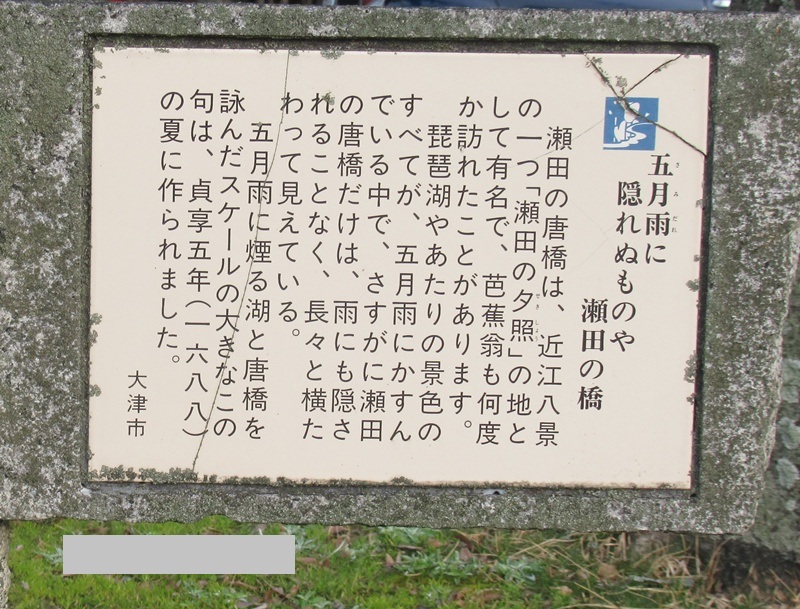 五月雨に
隠れぬものや
瀬田の橋
瀬田の唐橋は、近江八景
の一つ「瀬田の夕照」の地と
して有名で、芭蕉翁も何度
か訪れたことがあります。
琵琶湖やあたりの景色の
すべてが、五月雨にかすん
でいる中で、さすがに瀬田
の唐橋だけは、雨にも隠さ
れることなく、長々と横た
わって見えている。
五月雨に煙る湖と唐橋を
詠んだスケールの大きなこの
句は、貞享五年(一六八八)
の夏に作られました。
大津市